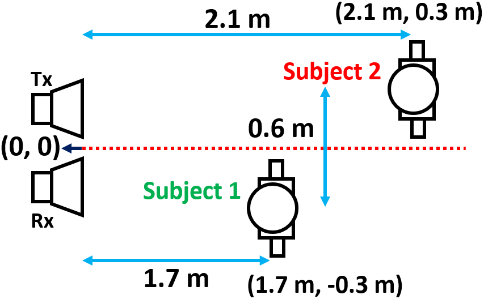 2.1 m
(2.1 m, 0.3 m)
Tx
Subject 2
0.6 m
(0, 0)
Subject 1
Rx
1.7 m
(1.7 m, -0.3 m)